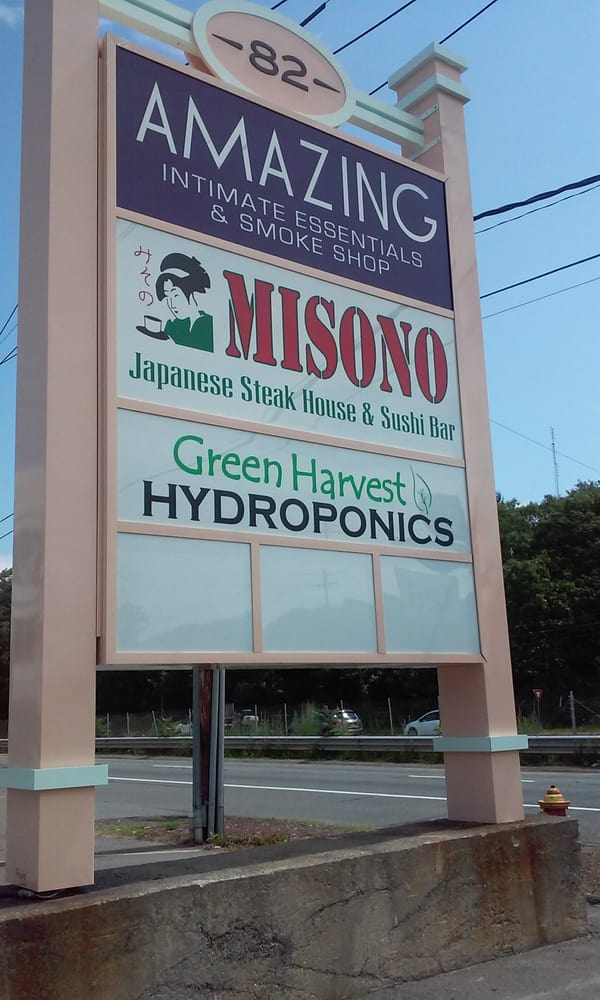 -82-
AMAZING
INTIMATE ESSENTIALS
& SMOKE SHOP
みその
MISONO
Japanese Steak House & Sushi Bar
Green Harvest
HYDROPONICS